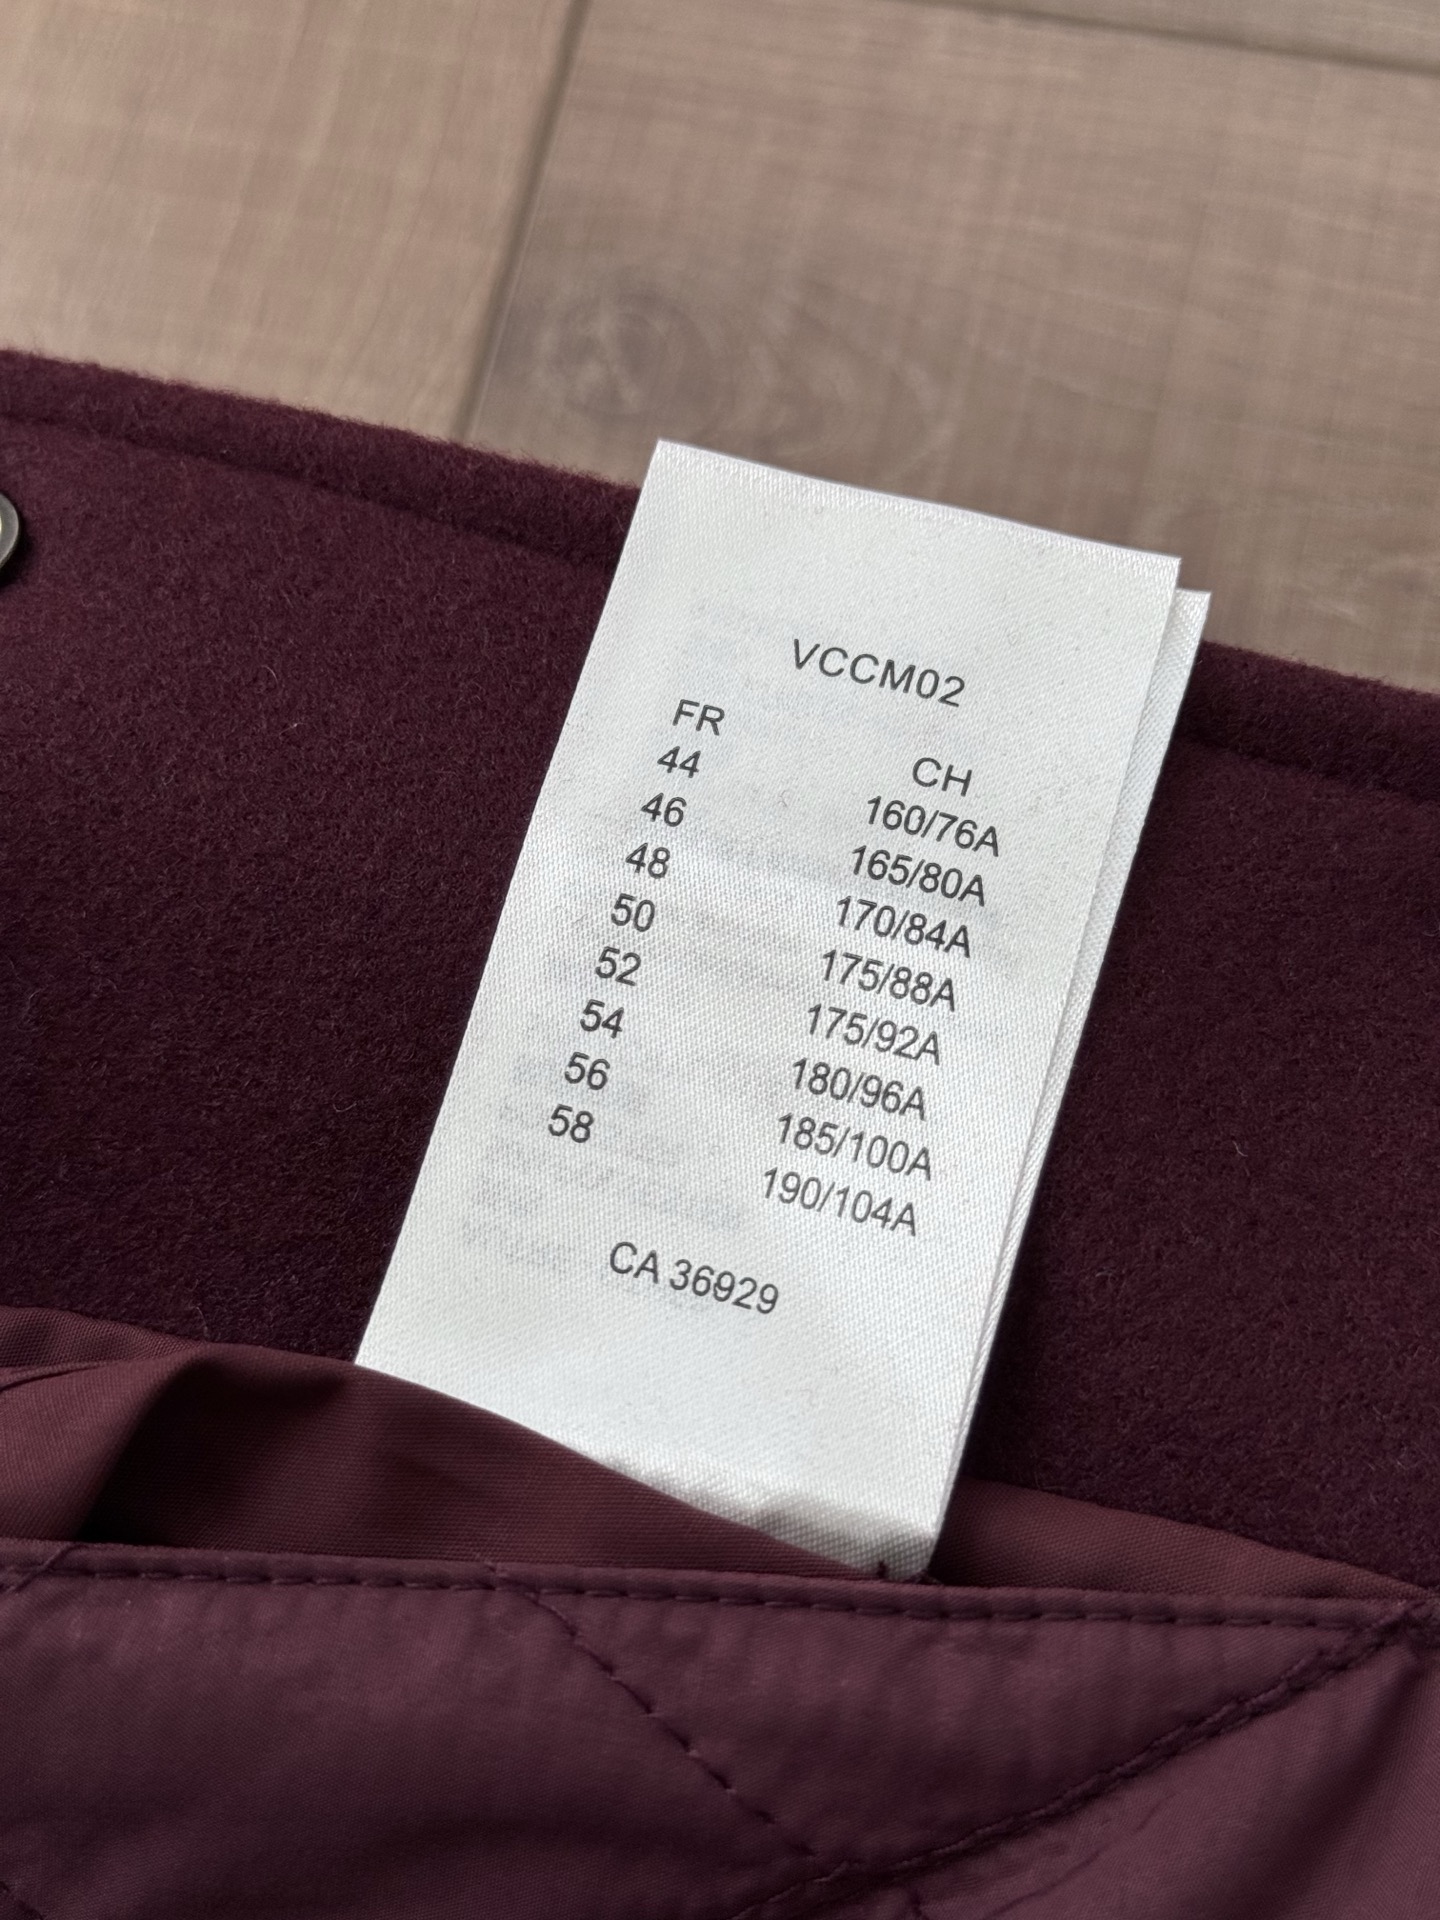 VCCM02
FR CH
44 160/76A
46 165/80A
48 170/84A
50 175/88A
52 175/92A
54 180/96A
56 185/100A
58 190/104A
CA 36929